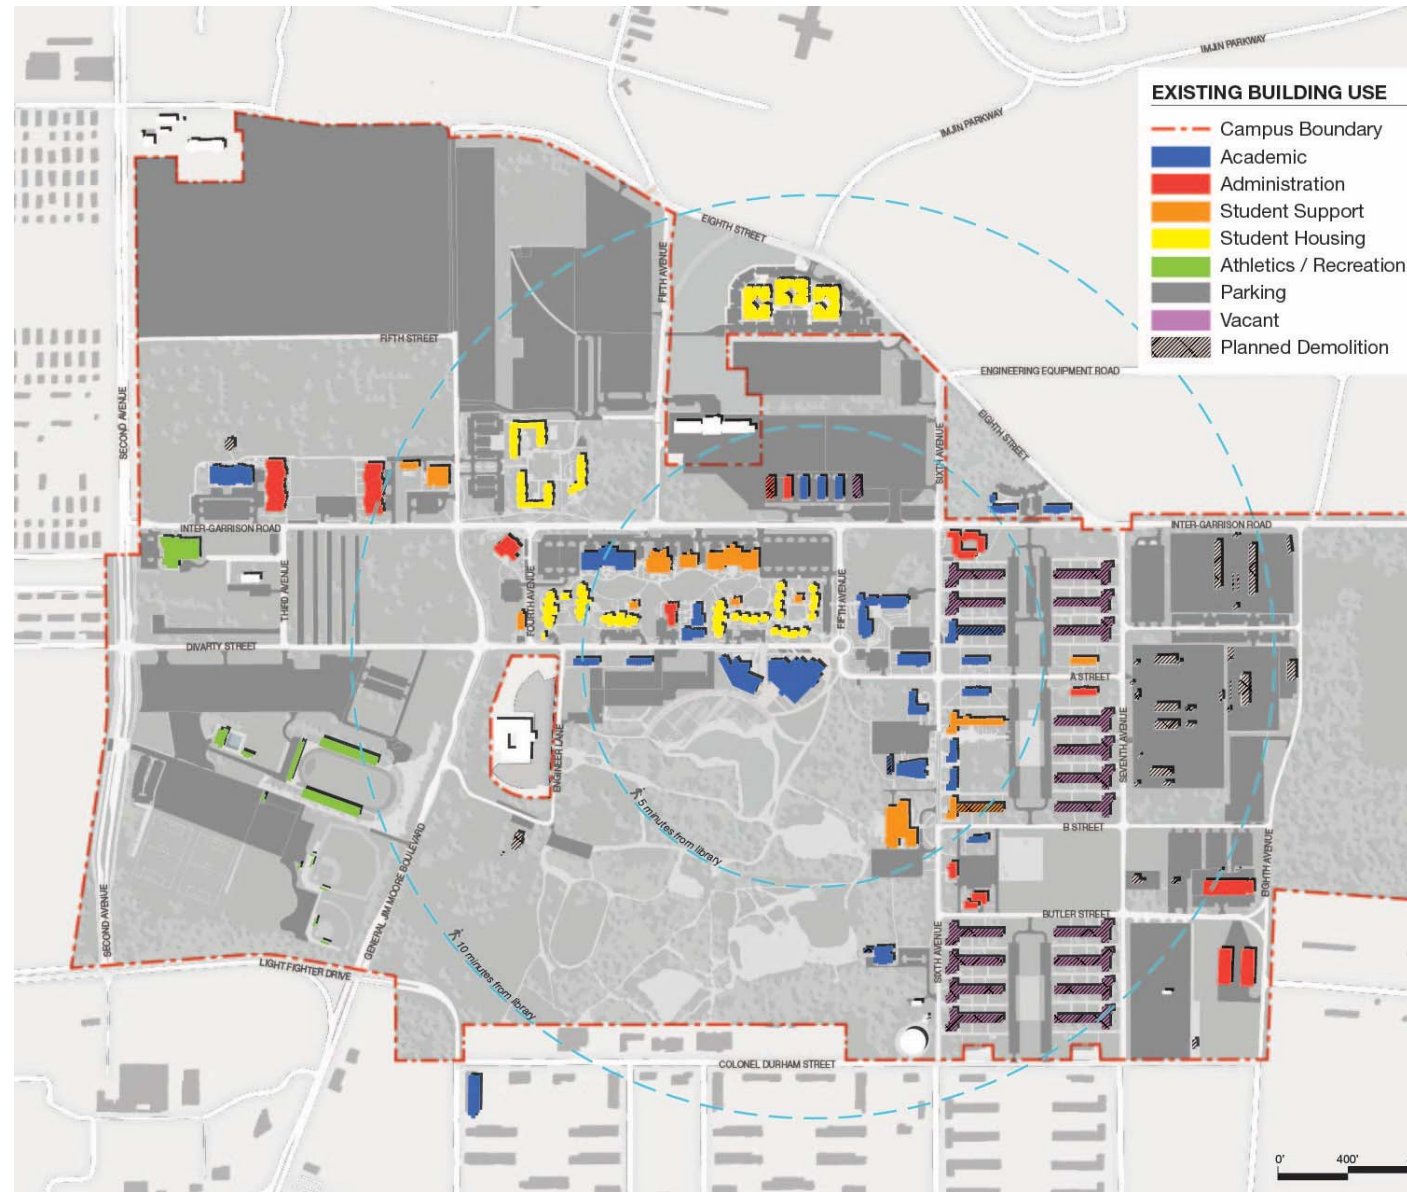 IMJIN PARKWAY
EXISTING BUILDING USE
Campus Boundary
Academic
Administration
Student Support
Student Housing
Athletics / Recreation
Parking
Vacant
Planned Demolition
IMJIN PARKWAY
EIGHTH STREET
FIFTH AVENUE
FIFTH STREET
ENGINEERING EQUIPMENT ROAD
SECOND AVENUE
EIGHTH STREET
SIXTH AVENUE
INTER-GARRISON ROAD
INTER-GARRISON ROAD
THIRD AVENUE
FOURTH AVENUE
FIFTH AVENUE
DIVARTY STREET
A STREET
SEVENTH AVENUE
L
ENGINEER LANE
5 minutes from library
B STREET
GENERAL JIM MOORE BOULEVARD
EIGHTH AVENUE
SECOND AVENUE
BUTLER STREET
SIXTH AVENUE
LIGHT FIGHTER DRIVE
10 minutes from library
COLONEL DURHAM STREET
0'
400'